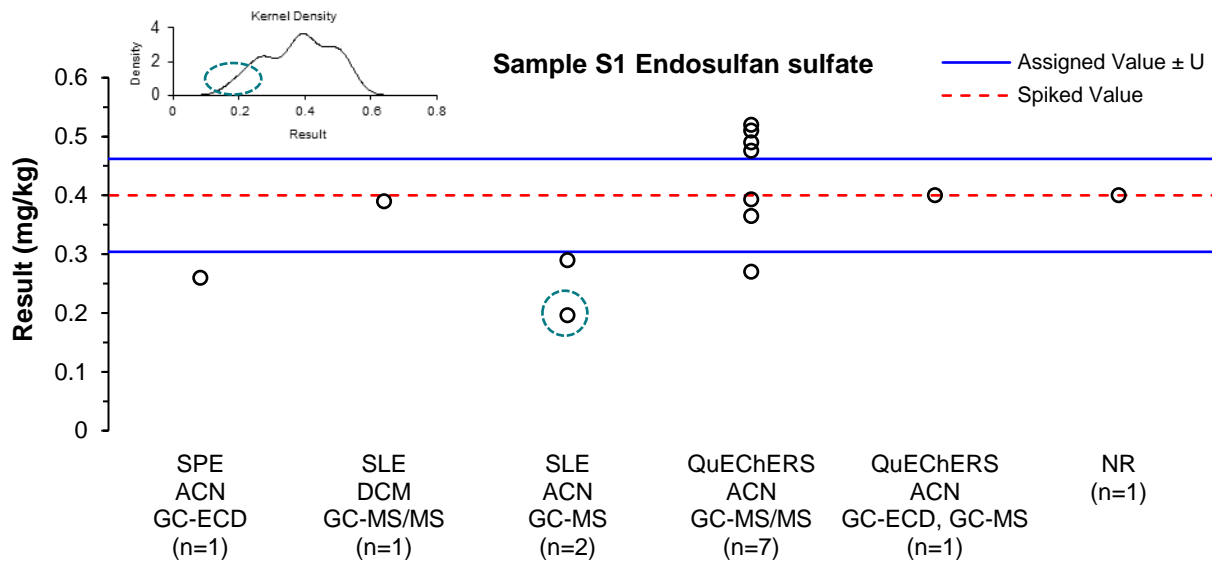 Kernel Density
4
2
0
Density
0
0.2
0.4
0.6
0.8
Result
Sample S1 Endosulfan sulfate
Assigned Value ± U
Spiked Value
0.6
0.5
0.4
0.3
0.2
0.1
0
Result (mg/kg)
SPE
ACN
GC-ECD
(n=1)
SLE
DCM
GC-MS/MS
(n=1)
SLE
ACN
GC-MS
(n=2)
QuEChERS
ACN
GC-MS/MS
(n=7)
QuEChERS
ACN
GC-ECD, GC-MS
(n=1)
NR
(n=1)